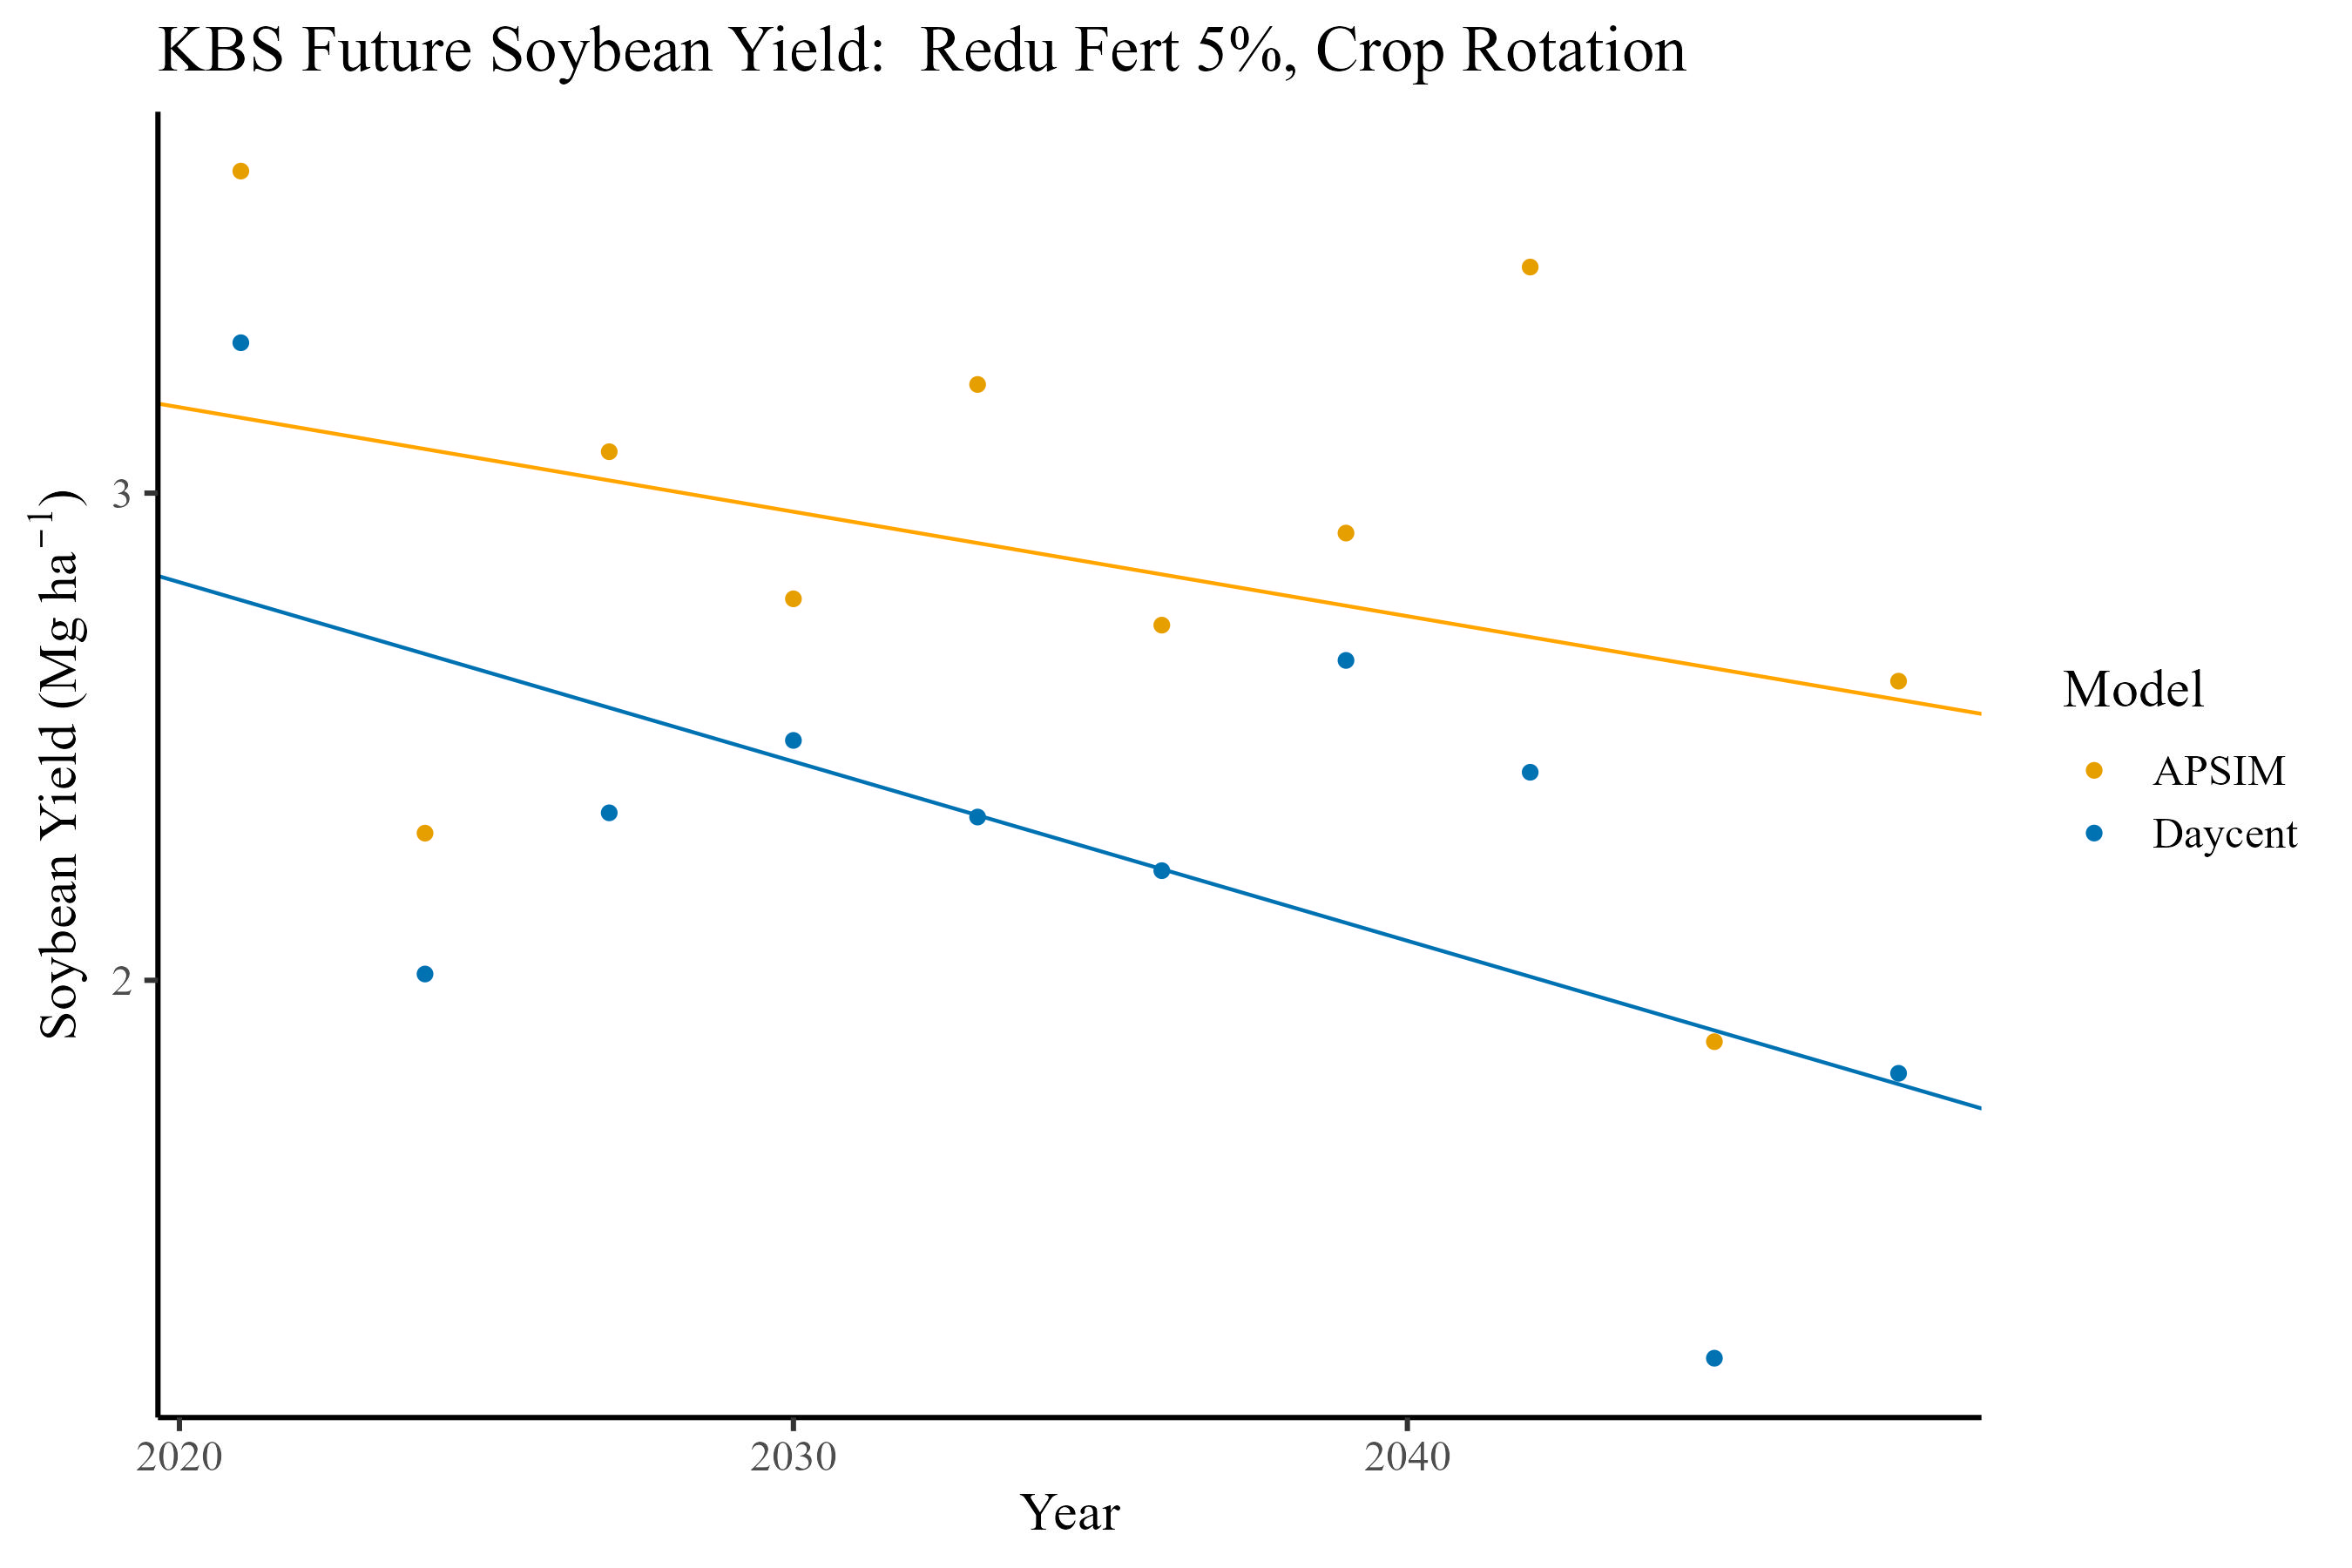 KBS Future Soybean Yield:  Redu Fert 5%, Crop Rotation
Soybean Yield (Mg ha⁻¹)
3
2
2020 2030 2040
Year
Model
APSIM
Daycent